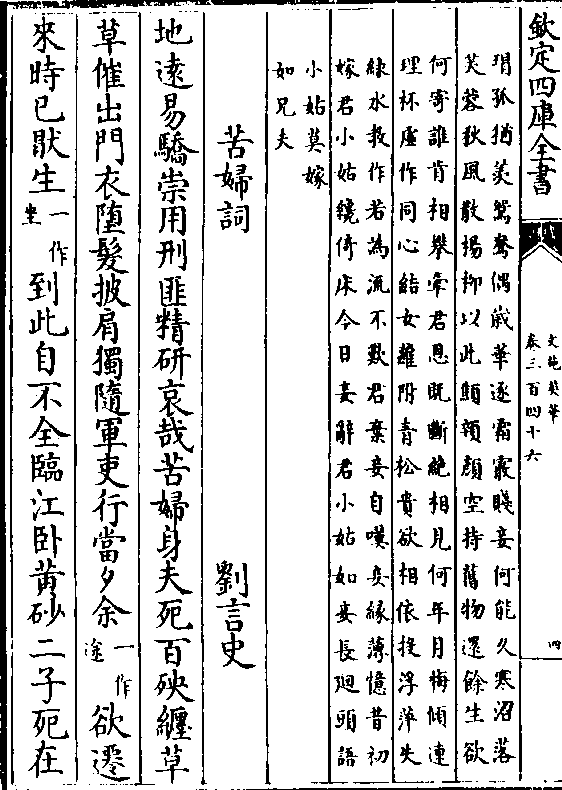 欽定四庫全書
文苑英華
卷三百四十六
四
瑁孤猶羨鴛鴦偶歲華逐霜霰賤妾何能久寒沼落
芙蓉秋風散楊柳以此顦顇顏空持舊物還餘生欲
何寄誰肯相攀牽君恩既斷絶相見何年月悔傾連
理杯虛作同心結女蘿附青松貴欲相依投浮萍失
緑水教作若為流不歎君棄妾自嘆妾緣薄憶昔初
嫁君小姑纔倚床今日妾辭君小姑如妾長廻頭語
小姑莫嫁
如兄夫
苦婦詞 劉言史
地遠易驕崇用刑匪精研哀哉苦婦身夫死百殃纏草
草催出門衣墮髮披肩獨隨軍吏行當夕余一作途欲遷
來時已猒生一作坐到此自不全臨江卧黄砂二子死在